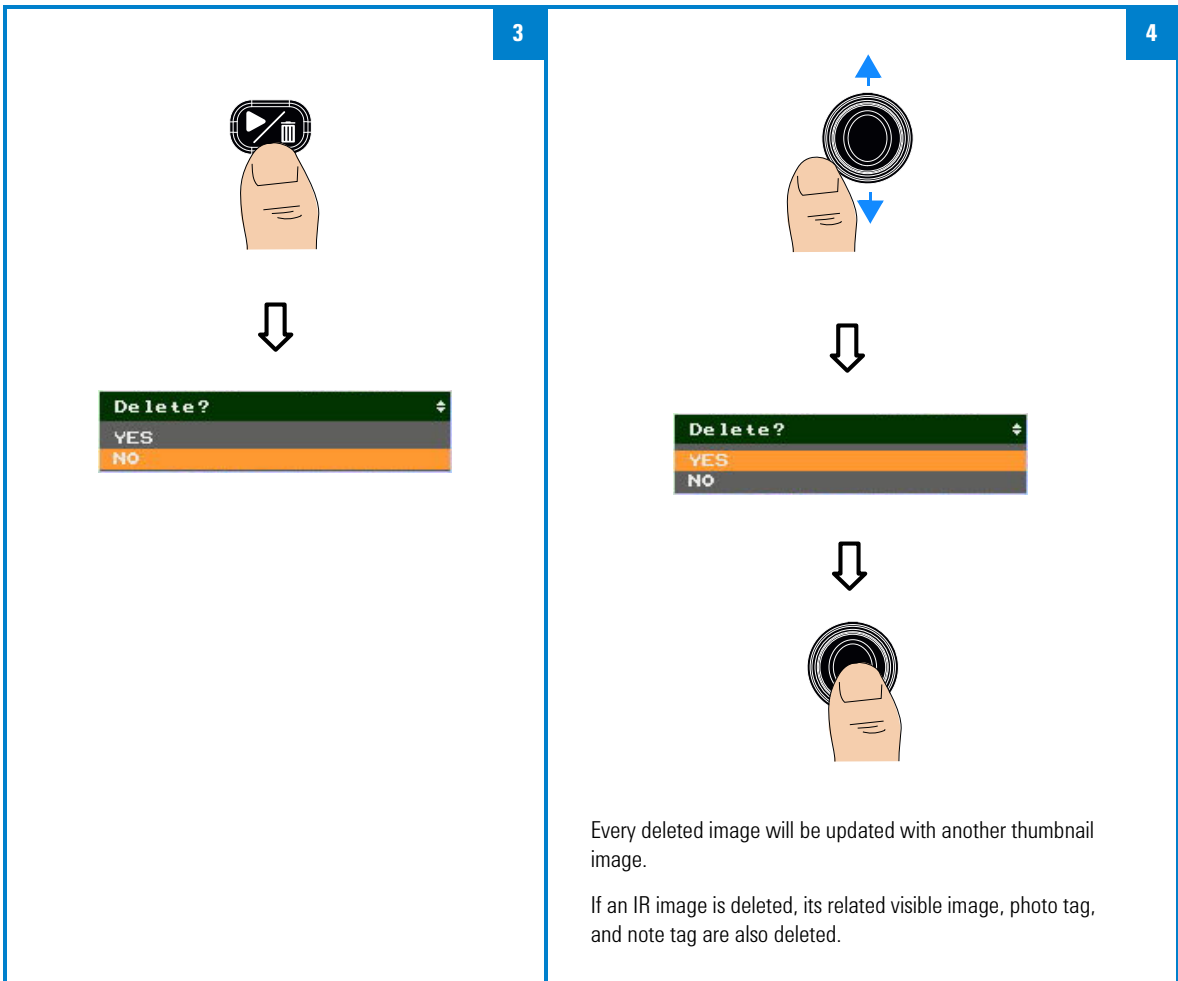 3
Delete?
YES
NO
4
Delete?
YES
NO
Every deleted image will be updated with another thumbnail
image.
If an IR image is deleted, its related visible image, photo tag,
and note tag are also deleted.